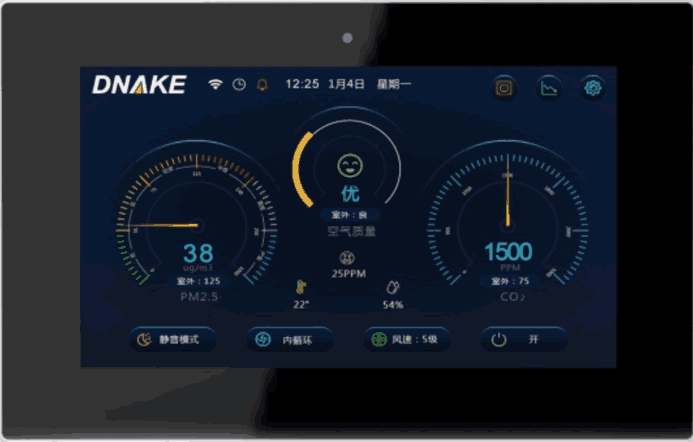 DNAKE 12:25 1月4日 星期一
优
室外：良
空气质量
38
ug/m3
室外：125
PM2.5
25PPM
22°
54%
1500
PPM
室外：75
CO₂
静音模式
内循环
风速：5级
开